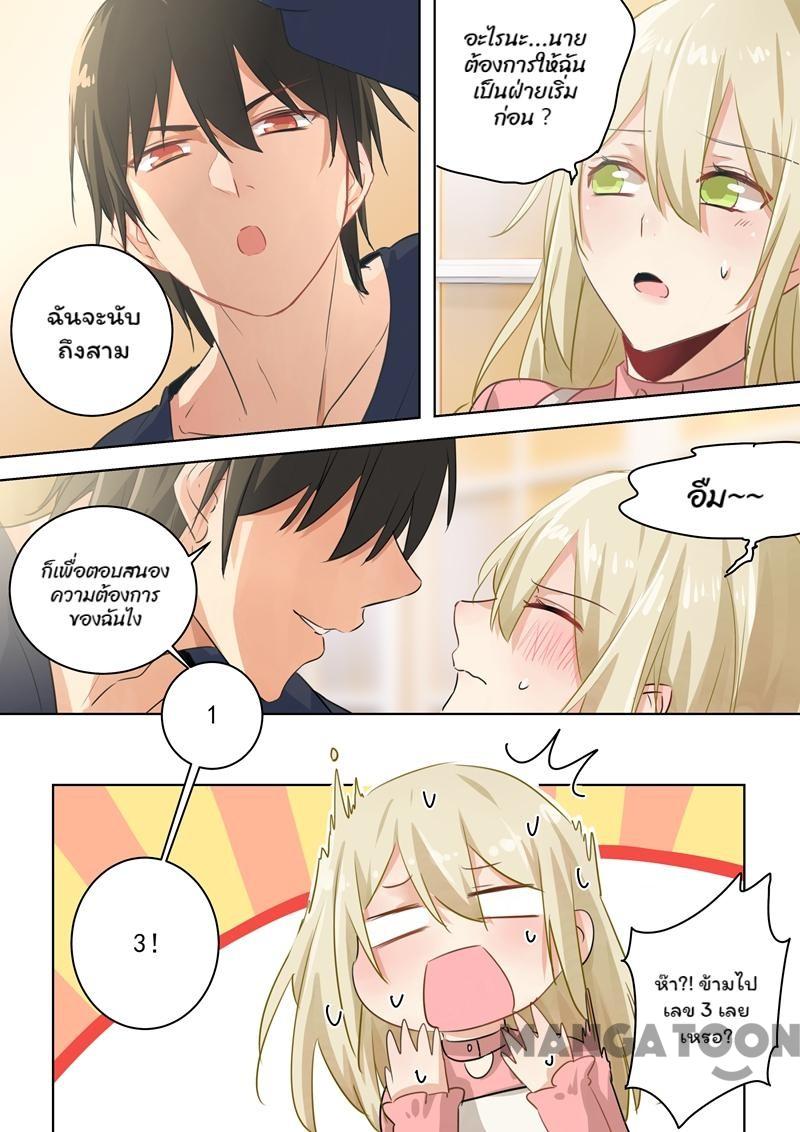 อะไรนะ...นาย
ต้องการให้ฉัน
เป็นฝ่ายเริ่ม
ก่อน ?
ฉันจะนับ
ถึงสาม
อืม~~
ก็เพื่อตอบสนอง
ความต้องการ
ของฉันไง
1
3!
ห๊า?! ข้ามไป
เลข 3 เลย
เหรอ?
MANGATOON